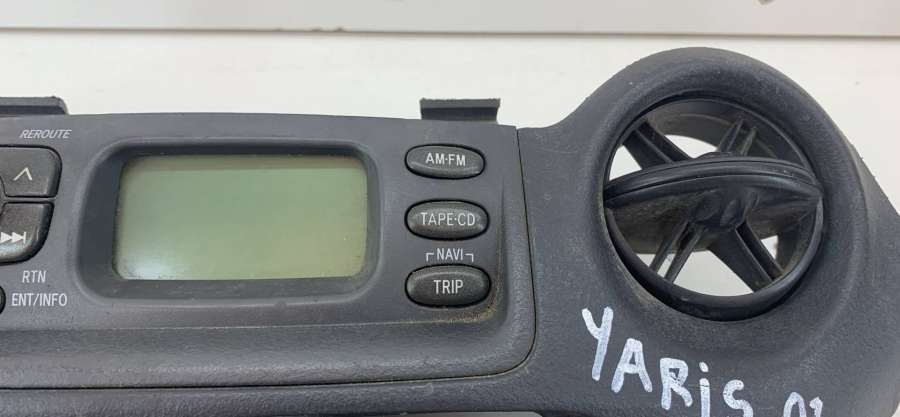 REROUTE
AM·FM
TAPE·CD
NAVI
TRIP
RTN
ENT/INFO
YARiS